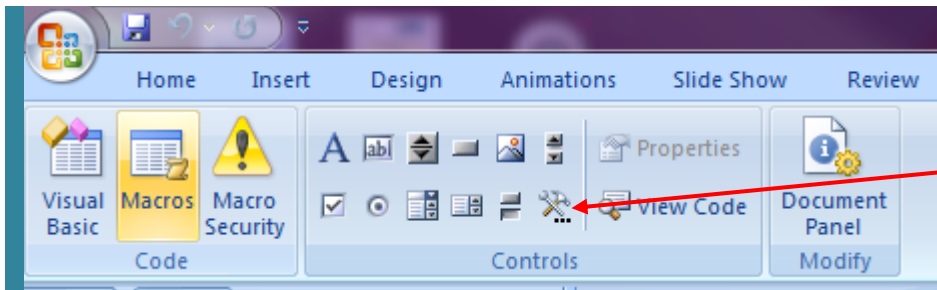 Home Insert Design Animations Slide Show Review
A ab| Properties
Visual Basic Macros Macro Security View Code Document Panel
Code Controls Modify